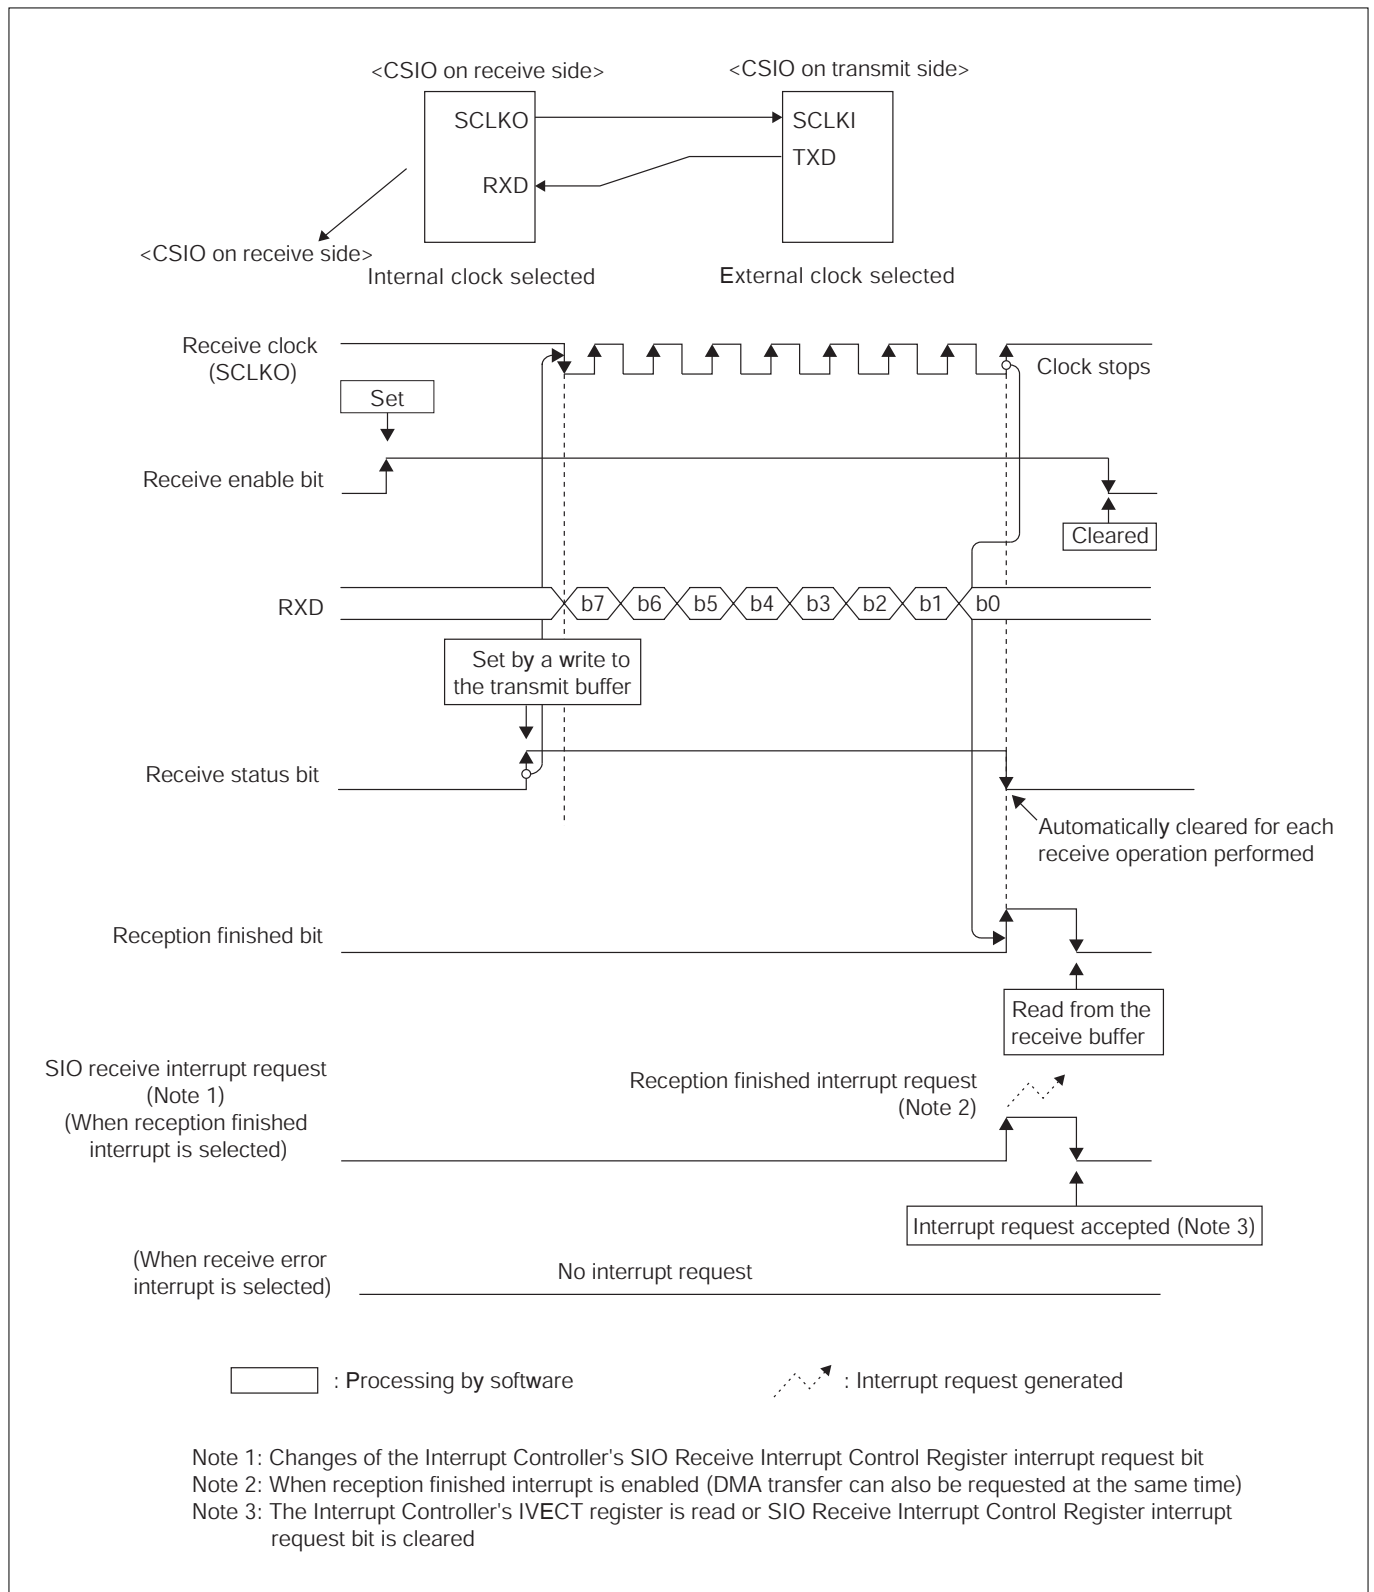 <CSIO on receive side>
<CSIO on transmit side>
SCLKO
SCLKI
TXD
RXD
<CSIO on receive side>
Internal clock selected
External clock selected
Receive clock
(SCLKO)
Clock stops
Set
Receive enable bit
Cleared
RXD
b7 b6 b5 b4 b3 b2 b1 b0
Set by a write to
the transmit buffer
Receive status bit
Automatically cleared for each
receive operation performed
Reception finished bit
Read from the
receive buffer
SIO receive interrupt request
(Note 1)
(When reception finished
interrupt is selected)
Reception finished interrupt request
(Note 2)
Interrupt request accepted (Note 3)
(When receive error
interrupt is selected)
No interrupt request
: Processing by software
: Interrupt request generated
Note 1: Changes of the Interrupt Controller's SIO Receive Interrupt Control Register interrupt request bit
Note 2: When reception finished interrupt is enabled (DMA transfer can also be requested at the same time)
Note 3: The Interrupt Controller's IVECT register is read or SIO Receive Interrupt Control Register interrupt
request bit is cleared